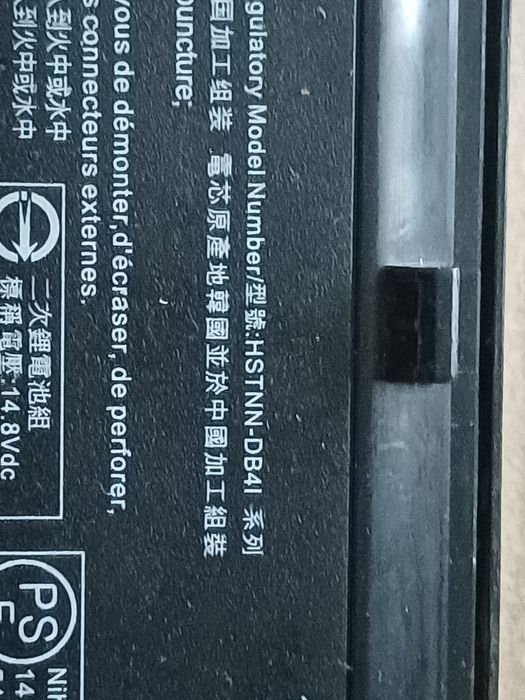 gulatory Model Number/型號:HSTNN-DB4I 系列
国加工组装 電芯原產地韓國並於中國加工組裝
puncture;
vous de démonter, d'écraser, de perforer,
s connecteurs externes.
到火中或水中
到火中或水中
二次鋰電池組
標稱電壓:14.8Vdc
PS
E
14